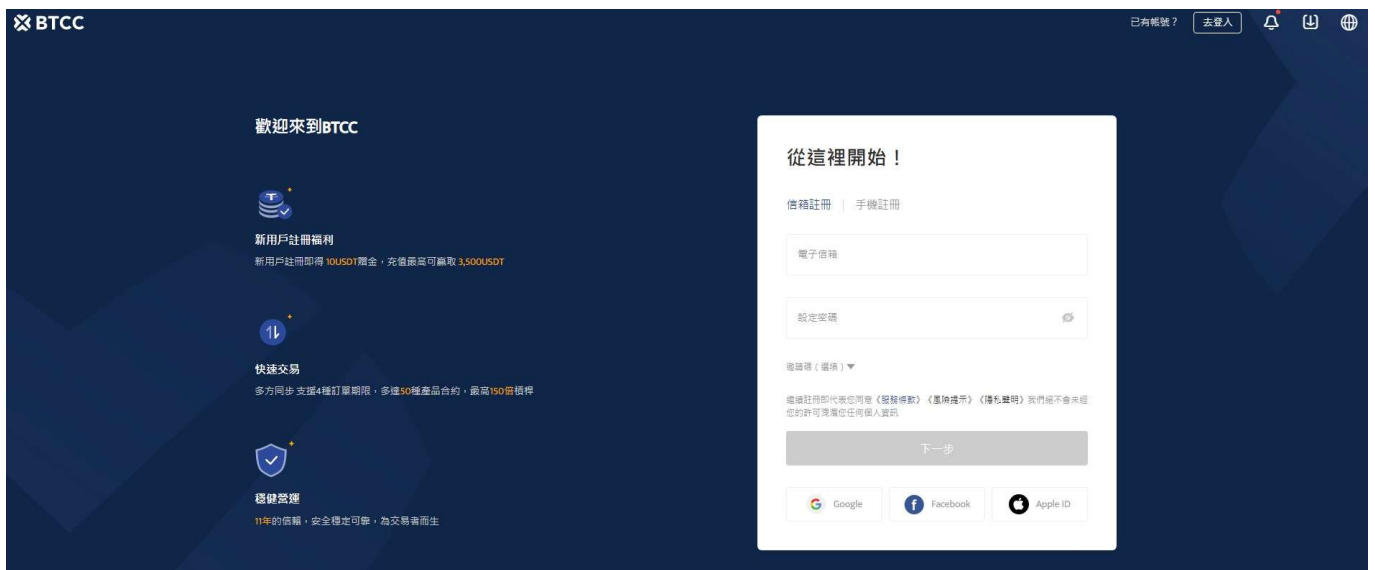 BTCC
已有帳號？
去登入
歡迎來到BTCC
新用戶註冊福利
新用戶註冊即得 10USDT贈金，充值最高可贏取 3,500USDT
快速交易
多方同步 支援4種訂單期限，多達50種產品合約，最高150倍槓桿
穩健營運
11年的信賴，安全穩定可靠，為交易者而生
從這裡開始！
信箱註冊
手機註冊
電子信箱
設定密碼
邀請碼（選填）
繼續註冊即代表您同意《服務條款》《風險提示》《隱私聲明》我們絕不會未經
您的許可洩漏您任何個人資訊
下一步
Google
Facebook
Apple ID